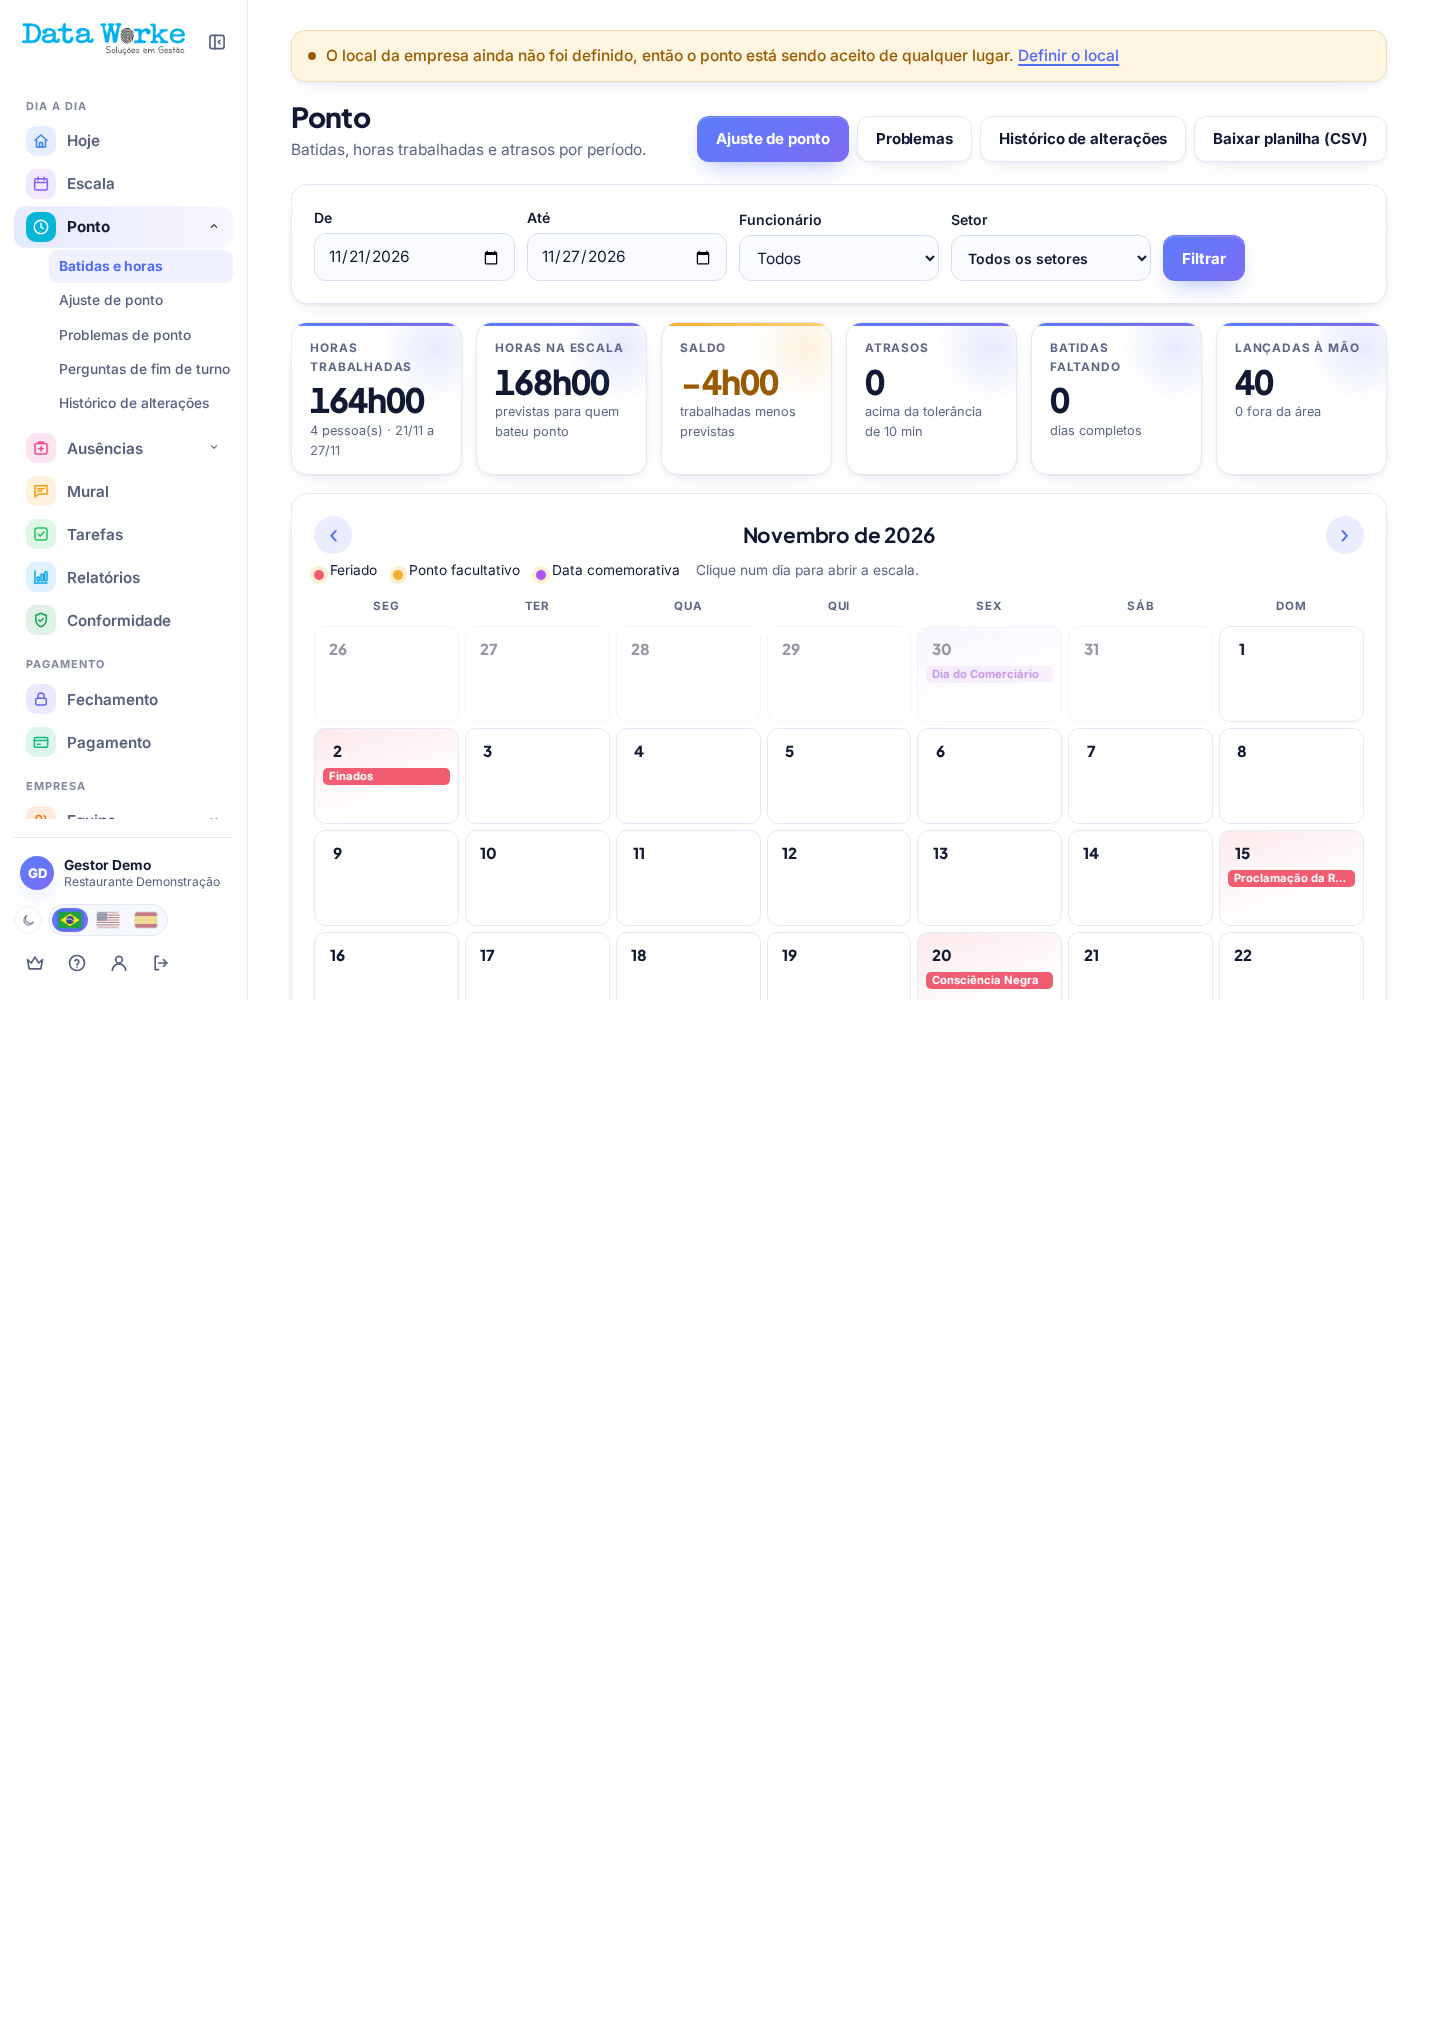 Data Worke
Soluções em Gestão
DIA A DIA
Hoje
Escala
Ponto
Batidas e horas
Ajuste de ponto
Problemas de ponto
Perguntas de fim de turno
Histórico de alterações
Ausências
Mural
Tarefas
Relatórios
Conformidade
PAGAMENTO
Fechamento
Pagamento
EMPRESA
Equipe
GD
Gestor Demo
Restaurante Demonstração
O local da empresa ainda não foi definido, então o ponto está sendo aceito de qualquer lugar. Definir o local
Ponto
Batidas, horas trabalhadas e atrasos por período.
Ajuste de ponto
Problemas
Histórico de alterações
Baixar planilha (CSV)
De
Até
Funcionário
Setor
11/21/2026
11/27/2026
Todos
Todos os setores
Filtrar
HORAS
TRABALHADAS
164h00
4 pessoa(s) · 21/11 a
27/11
HORAS NA ESCALA
168h00
previstas para quem
bateu ponto
SALDO
−4h00
trabalhadas menos
previstas
ATRASOS
0
acima da tolerância
de 10 min
BATIDAS
FALTANDO
0
dias completos
LANÇADAS À MÃO
40
0 fora da área
Novembro de 2026
Feriado
Ponto facultativo
Data comemorativa
Clique num dia para abrir a escala.
SEG TER QUA QUI SEX SÁB DOM
26 27 28 29 30 31 1
Dia do Comerciário
2 3 4 5 6 7 8
Finados
9 10 11 12 13 14 15
Proclamação da R...
16 17 18 19 20 21 22
Consciência Negra